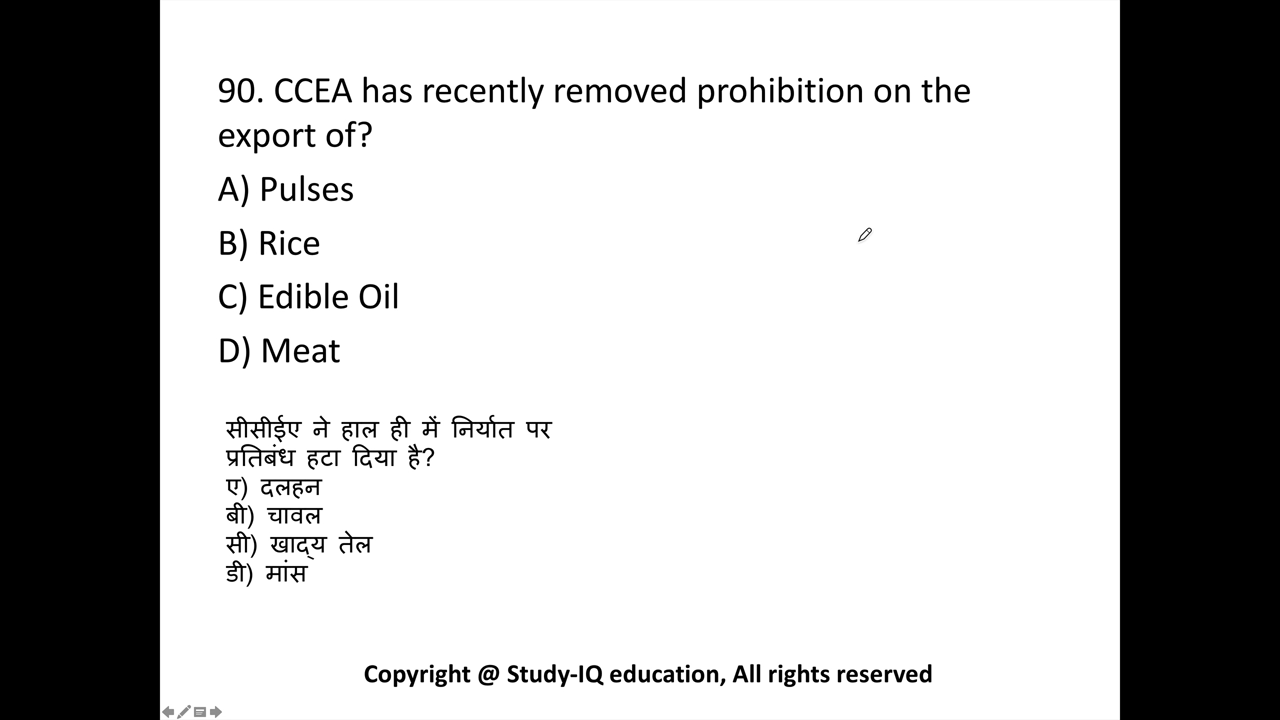 90. CCEA has recently removed prohibition on the
export of?
A) Pulses
B) Rice
C) Edible Oil
D) Meat
सीसीईए ने हाल ही में निर्यात पर
प्रतिबंध हटा दिया है?
ए) दलहन
बी) चावल
सी) खाद्य तेल
डी) मांस
Copyright @ Study-IQ education, All rights reserved